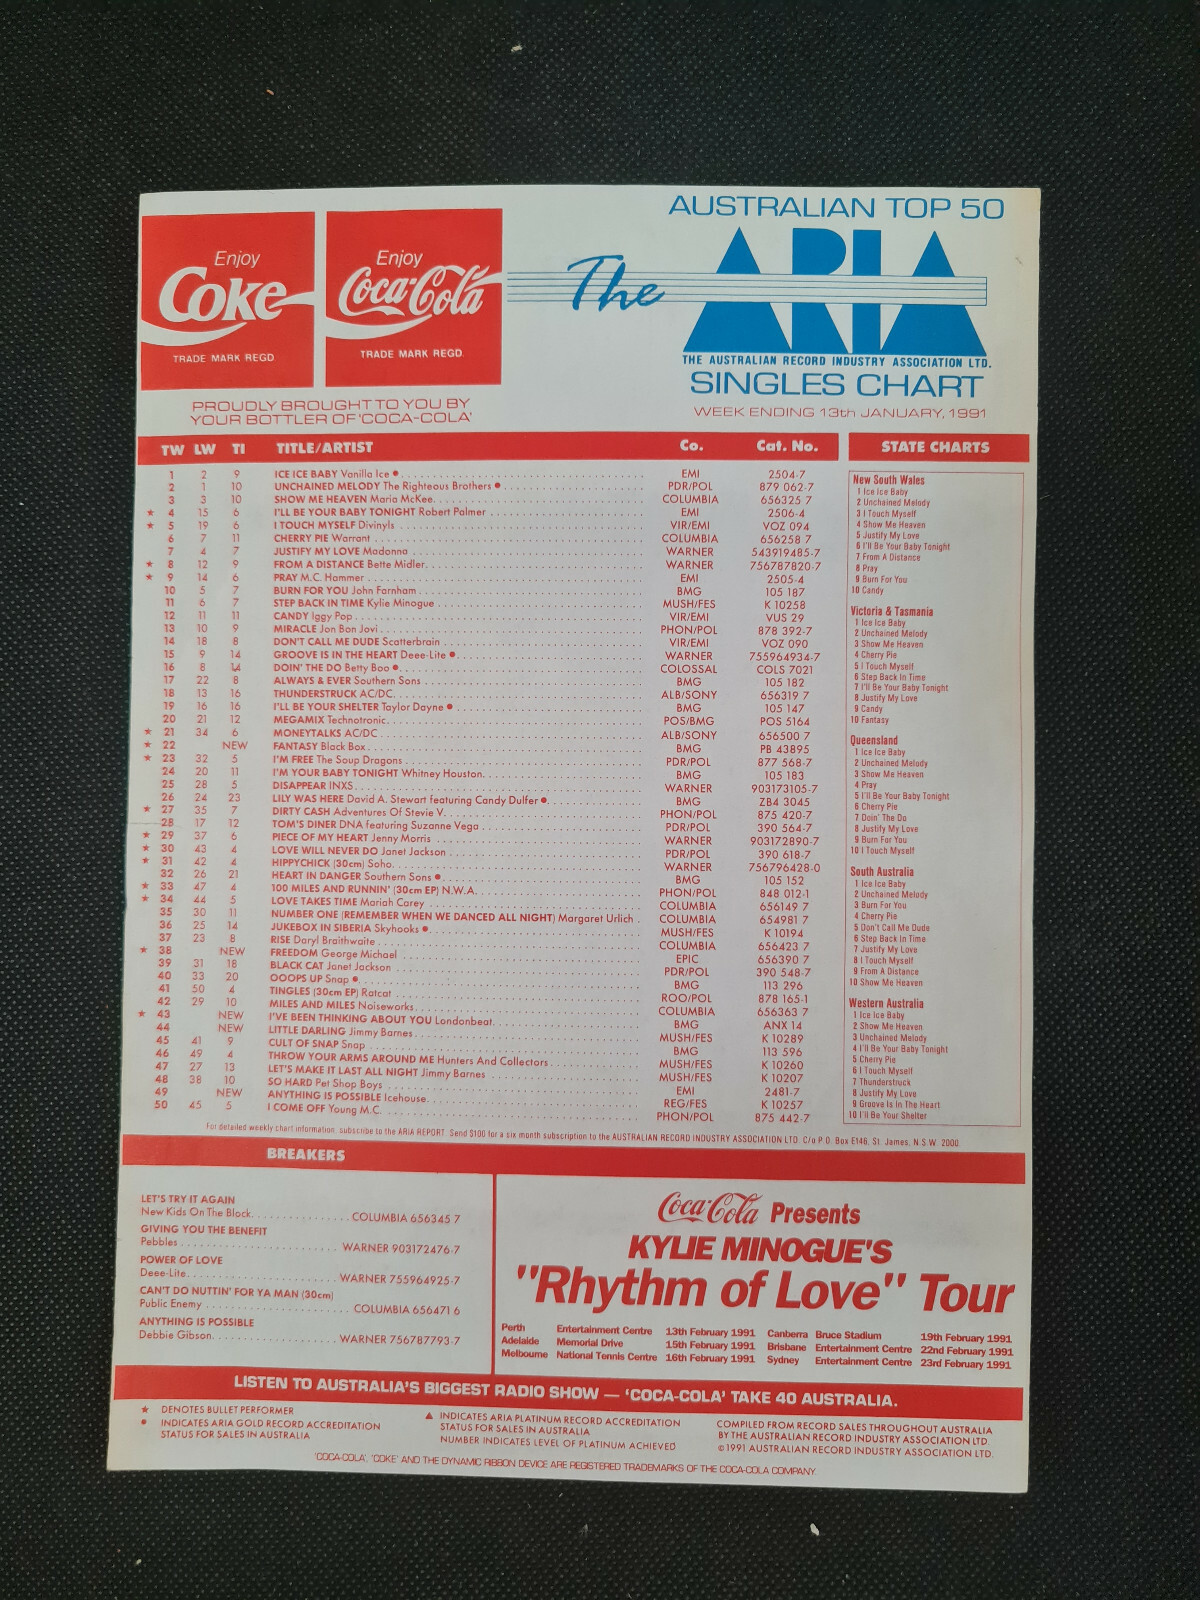 Enjoy
Coke
TRADE MARK REGD
Enjoy
Coca-Cola
TRADE MARK REGD.
PROUDLY BROUGHT TO YOU BY
YOUR BOTTLER OF 'COCA-COLA'
AUSTRALIAN TOP 50
The ARIA
THE AUSTRALIAN RECORD INDUSTRY ASSOCIATION LTD.
SINGLES CHART
WEEK ENDING 13th JANUARY, 1991
TW LW TI TITLE/ARTIST Co. Cat. No.
1 2 9 ICE ICE BABY Vanilla Ice ● EMI 2504-7
2 1 10 UNCHAINED MELODY The Righteous Brothers ● PDR/POL 879 062-7
3 3 10 SHOW ME HEAVEN Maria McKee COLUMBIA 656325 7
★ 4 15 6 I'LL BE YOUR BABY TONIGHT Robert Palmer EMI 2506-4
★ 5 19 6 I TOUCH MYSELF Divinyls VIR/EMI VOZ 094
6 7 11 CHERRY PIE Warrant COLUMBIA 656258 7
7 4 7 JUSTIFY MY LOVE Madonna WARNER 543919485-7
★ 8 12 9 FROM A DISTANCE Bette Midler WARNER 756787820-7
★ 9 14 6 PRAY M.C. Hammer EMI 2505-4
10 5 7 BURN FOR YOU John Farnham BMG 105 187
11 6 7 STEP BACK IN TIME Kylie Minogue MUSH/FES K 10258
12 11 11 CANDY Iggy Pop VIR/EMI VUS 29
13 10 9 MIRACLE Jon Bon Jovi PHON/POL 878 392-7
14 18 8 DON'T CALL ME DUDE Scatterbrain VIR/EMI VOZ 090
15 9 14 GROOVE IS IN THE HEART Deee-Lite ● WARNER 755964934-7
16 8 14 DOIN' THE DO Betty Boo ● COLOSSAL COLS 7021
17 22 8 ALWAYS & EVER Southern Sons BMG 105 182
18 13 16 THUNDERSTRUCK AC/DC ALB/SONY 656319 7
19 16 16 I'LL BE YOUR SHELTER Taylor Dayne ● BMG 105 147
20 21 12 MEGAMIX Technotronic POS/BMG POS 5164
★ 21 34 6 MONEYTALKS AC/DC ALB/SONY 656500 7
★ 22 NEW FANTASY Black Box BMG PB 43895
★ 23 32 5 I'M FREE The Soup Dragons PDR/POL 877 568-7
24 20 11 I'M YOUR BABY TONIGHT Whitney Houston BMG 105 183
25 28 5 DISAPPEAR INXS WARNER 903173105-7
26 24 23 LILY WAS HERE David A. Stewart featuring Candy Dulfer ● BMG ZB4 3045
★ 27 35 7 DIRTY CASH Adventures Of Stevie V. PHON/POL 875 420-7
28 17 12 TOM'S DINER DNA featuring Suzanne Vega PDR/POL 390 564-7
★ 29 37 6 PIECE OF MY HEART Jenny Morris WARNER 903172890-7
★ 30 43 4 LOVE WILL NEVER DO Janet Jackson PDR/POL 390 618-7
★ 31 42 4 HIPPYCHICK (30cm) Soho WARNER 756796428-0
32 26 21 HEART IN DANGER Southern Sons ● BMG 105 152
★ 33 47 4 100 MILES AND RUNNIN' (30cm EP) N.W.A. PHON/POL 848 012-1
★ 34 44 5 LOVE TAKES TIME Mariah Carey COLUMBIA 656149 7
35 30 11 NUMBER ONE (REMEMBER WHEN WE DANCED ALL NIGHT) Margaret Urlich COLUMBIA 654981 7
36 25 14 JUKEBOX IN SIBERIA Skyhooks ● MUSH/FES K 10194
37 23 8 RISE Daryl Braithwaite COLUMBIA 656423 7
★ 38 NEW FREEDOM George Michael EPIC 656390 7
39 31 18 BLACK CAT Janet Jackson PDR/POL 390 548-7
40 33 20 OOOPS UP Snap ● BMG 113 296
41 50 4 TINGLES (30cm EP) Ratcat ROO/POL 878 165-1
42 29 10 MILES AND MILES Noiseworks COLUMBIA 656363 7
★ 43 NEW I'VE BEEN THINKING ABOUT YOU Londonbeat BMG ANX 14
44 NEW LITTLE DARLING Jimmy Barnes MUSH/FES K 10289
45 41 9 CULT OF SNAP Snap BMG 113 596
46 49 4 THROW YOUR ARMS AROUND ME Hunters And Collectors MUSH/FES K 10260
47 27 13 LET'S MAKE IT LAST ALL NIGHT Jimmy Barnes MUSH/FES K 10207
48 38 10 SO HARD Pet Shop Boys EMI 2481-7
49 NEW ANYTHING IS POSSIBLE Icehouse REG/FES K 10257
50 45 5 I COME OFF Young M.C. PHON/POL 875 442-7
STATE CHARTS
New South Wales
1 Ice Ice Baby
2 Unchained Melody
3 I Touch Myself
4 Show Me Heaven
5 Justify My Love
6 I'll Be Your Baby Tonight
7 From A Distance
8 Pray
9 Burn For You
10 Candy
Victoria & Tasmania
1 Ice Ice Baby
2 Unchained Melody
3 Show Me Heaven
4 Cherry Pie
5 I Touch Myself
6 Step Back In Time
7 I'll Be Your Baby Tonight
8 Justify My Love
9 Candy
10 Fantasy
Queensland
1 Ice Ice Baby
2 Unchained Melody
3 Show Me Heaven
4 Pray
5 I'll Be Your Baby Tonight
6 Cherry Pie
7 Doin' The Do
8 Justify My Love
9 Burn For You
10 I Touch Myself
South Australia
1 Ice Ice Baby
2 Unchained Melody
3 Burn For You
4 Cherry Pie
5 Don't Call Me Dude
6 Step Back In Time
7 Justify My Love
8 I Touch Myself
9 From A Distance
10 Show Me Heaven
Western Australia
1 Ice Ice Baby
2 Show Me Heaven
3 Unchained Melody
4 I'll Be Your Baby Tonight
5 Cherry Pie
6 I Touch Myself
7 Thunderstruck
8 Justify My Love
9 Groove Is In The Heart
10 I'll Be Your Shelter
For detailed weekly chart information, subscribe to the ARIA REPORT. Send $100 for a six month subscription to the AUSTRALIAN RECORD INDUSTRY ASSOCIATION LTD. C/o P.O. Box E146, St. James, N.S.W. 2000.
BREAKERS
LET'S TRY IT AGAIN
New Kids On The Block COLUMBIA 656345 7
GIVING YOU THE BENEFIT
Pebbles WARNER 903172476-7
POWER OF LOVE
Deee-Lite WARNER 755964925-7
CAN'T DO NUTTIN' FOR YA MAN (30cm)
Public Enemy COLUMBIA 656471 6
ANYTHING IS POSSIBLE
Debbie Gibson WARNER 756787793-7
Coca-Cola Presents
KYLIE MINOGUE'S
"Rhythm of Love" Tour
Perth Entertainment Centre 13th February 1991 Canberra Bruce Stadium 19th February 1991
Adelaide Memorial Drive 15th February 1991 Brisbane Entertainment Centre 22nd February 1991
Melbourne National Tennis Centre 16th February 1991 Sydney Entertainment Centre 23rd February 1991
LISTEN TO AUSTRALIA'S BIGGEST RADIO SHOW — 'COCA-COLA' TAKE 40 AUSTRALIA.
★ DENOTES BULLET PERFORMER
● INDICATES ARIA GOLD RECORD ACCREDITATION
STATUS FOR SALES IN AUSTRALIA
▲ INDICATES ARIA PLATINUM RECORD ACCREDITATION
STATUS FOR SALES IN AUSTRALIA
NUMBER INDICATES LEVEL OF PLATINUM ACHIEVED
COMPILED FROM RECORD SALES THROUGHOUT AUSTRALIA
BY THE AUSTRALIAN RECORD INDUSTRY ASSOCIATION LTD.
©1991 AUSTRALIAN RECORD INDUSTRY ASSOCIATION LTD.
'COCA-COLA', 'COKE' AND THE DYNAMIC RIBBON DEVICE ARE REGISTERED TRADEMARKS OF THE COCA-COLA COMPANY.